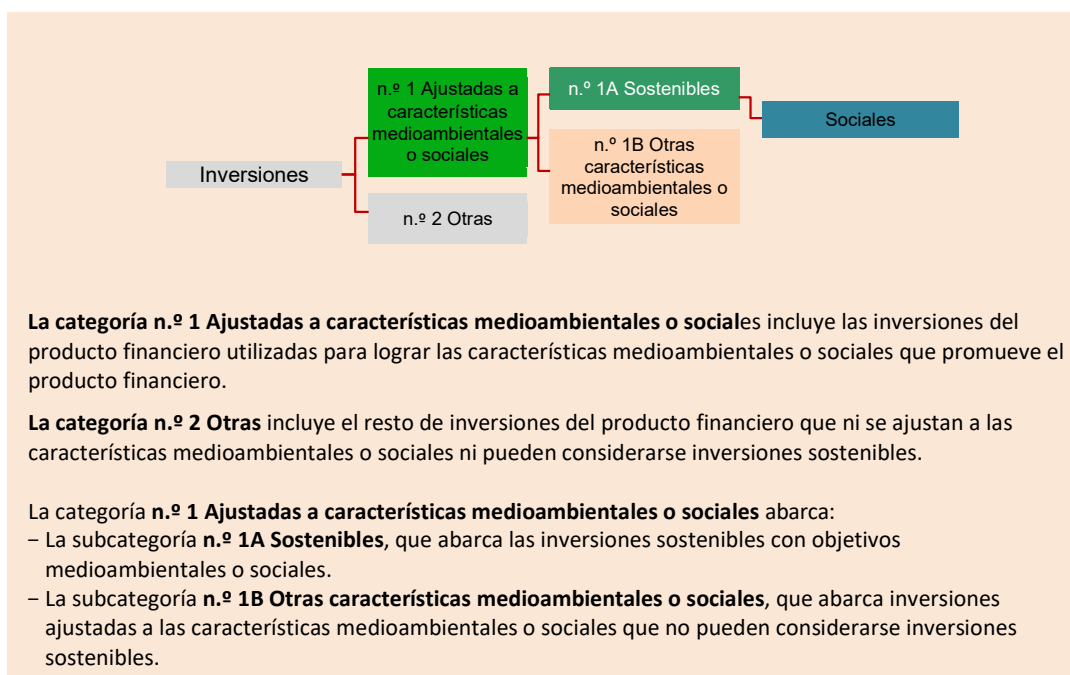 n.º 1 Ajustadas a
características
medioambientales
o sociales
n.º 1A Sostenibles
Sociales
n.º 1B Otras
características
medioambientales o
sociales
Inversiones
n.º 2 Otras
La categoría n.º 1 Ajustadas a características medioambientales o sociales incluye las inversiones del
producto financiero utilizadas para lograr las características medioambientales o sociales que promueve el
producto financiero.
La categoría n.º 2 Otras incluye el resto de inversiones del producto financiero que ni se ajustan a las
características medioambientales o sociales ni pueden considerarse inversiones sostenibles.
La categoría n.º 1 Ajustadas a características medioambientales o sociales abarca:
– La subcategoría n.º 1A Sostenibles, que abarca las inversiones sostenibles con objetivos
medioambientales o sociales.
– La subcategoría n.º 1B Otras características medioambientales o sociales, que abarca inversiones
ajustadas a las características medioambientales o sociales que no pueden considerarse inversiones
sostenibles.